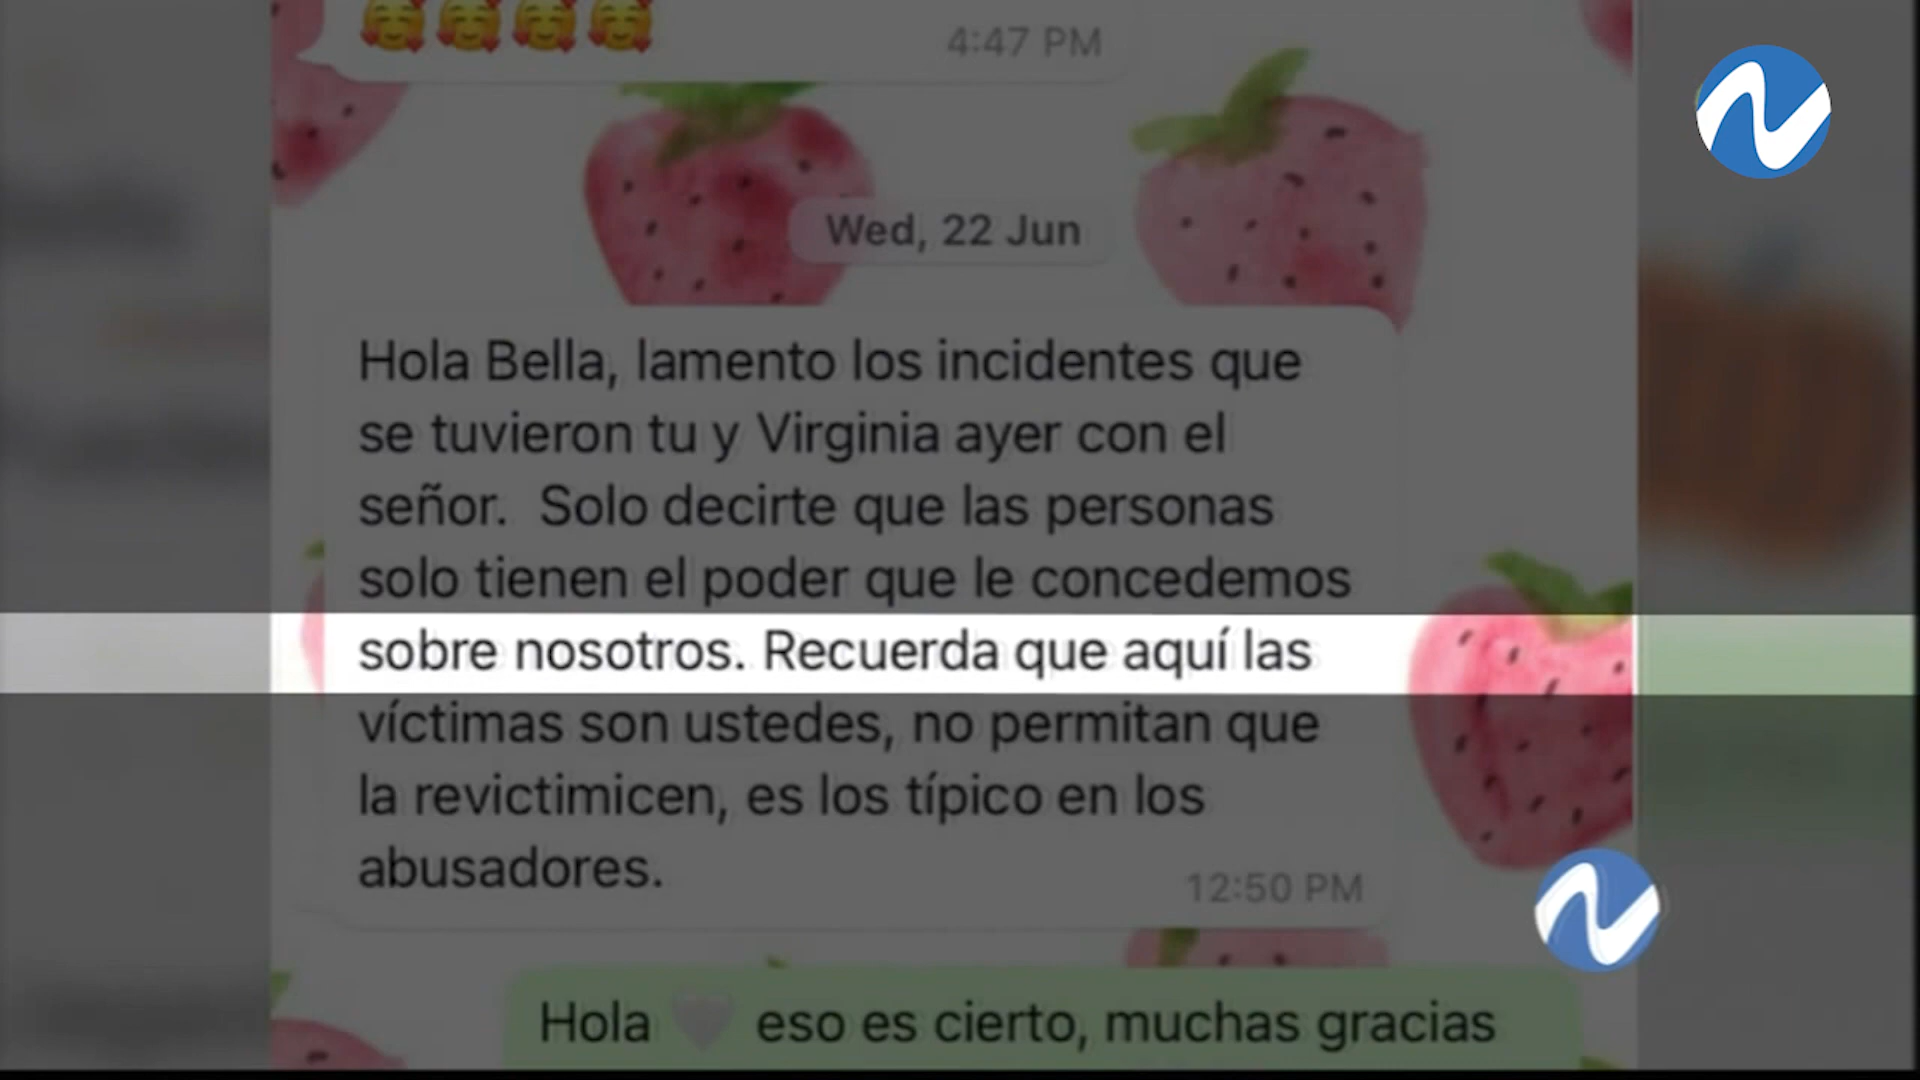 🥰🥰🥰🥰
4:47 PM
Wed, 22 Jun
Hola Bella, lamento los incidentes que
se tuvieron tu y Virginia ayer con el
señor.  Solo decirte que las personas
solo tienen el poder que le concedemos
sobre nosotros. Recuerda que aquí las
víctimas son ustedes, no permitan que
la revictimicen, es los típico en los
abusadores.
12:50 PM
Hola 🤍 eso es cierto, muchas gracias